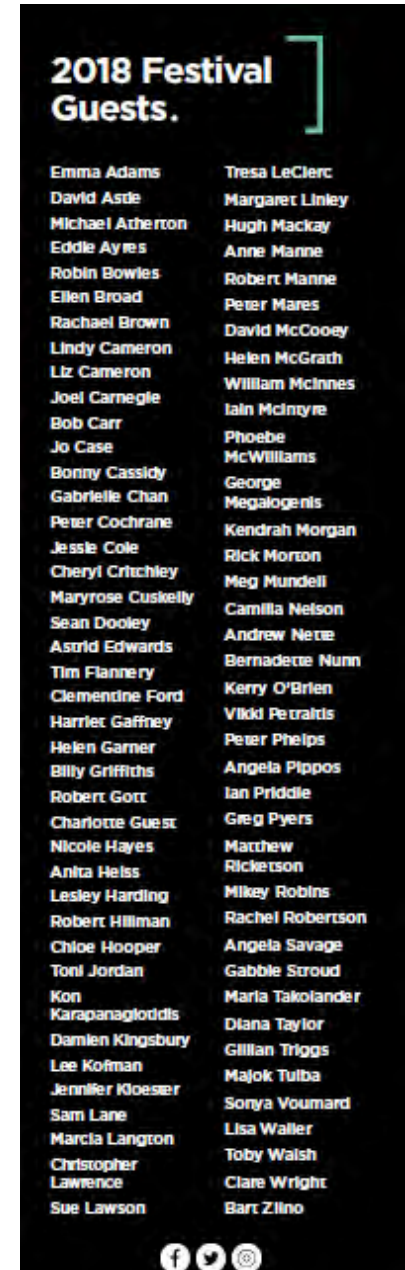 2018 Festival
Guests.
Emma Adams
David Astle
Michael Atherton
Eddie Ayres
Robin Bowles
Ellen Broad
Rachael Brown
Lindy Cameron
Liz Cameron
Joel Carnegie
Bob Carr
Jo Case
Bonny Cassidy
Gabrielle Chan
Peter Cochrane
Jessie Cole
Cheryl Critchley
Maryrose Cuskelly
Sean Dooley
Astrid Edwards
Tim Flannery
Clementine Ford
Harriet Gaffney
Helen Garner
Billy Griffiths
Robert Gott
Charlotte Guest
Nicole Hayes
Anita Heiss
Lesley Harding
Robert Hillman
Chloe Hooper
Toni Jordan
Kon
Karapanagiotidis
Damien Kingsbury
Lee Kofman
Jennifer Kloester
Sam Lane
Marcia Langton
Christopher
Lawrence
Sue Lawson
Tresa LeClerc
Margaret Linley
Hugh Mackay
Anne Manne
Robert Manne
Peter Mares
David McCooey
Helen McGrath
William McInnes
Iain McIntyre
Phoebe
McWilliams
George
Megalogenis
Kendrah Morgan
Rick Morton
Meg Mundell
Camilla Nelson
Andrew Nette
Bernadette Nunn
Kerry O'Brien
Vikki Petraitis
Peter Phelps
Angela Pippos
Ian Priddle
Greg Pyers
Matthew
Ricketson
Mikey Robins
Rachel Robertson
Angela Savage
Gabbie Stroud
Maria Takolander
Diana Taylor
Gillian Triggs
Majok Tulba
Sonya Voumard
Lisa Waller
Toby Walsh
Clare Wright
Bart Ziino